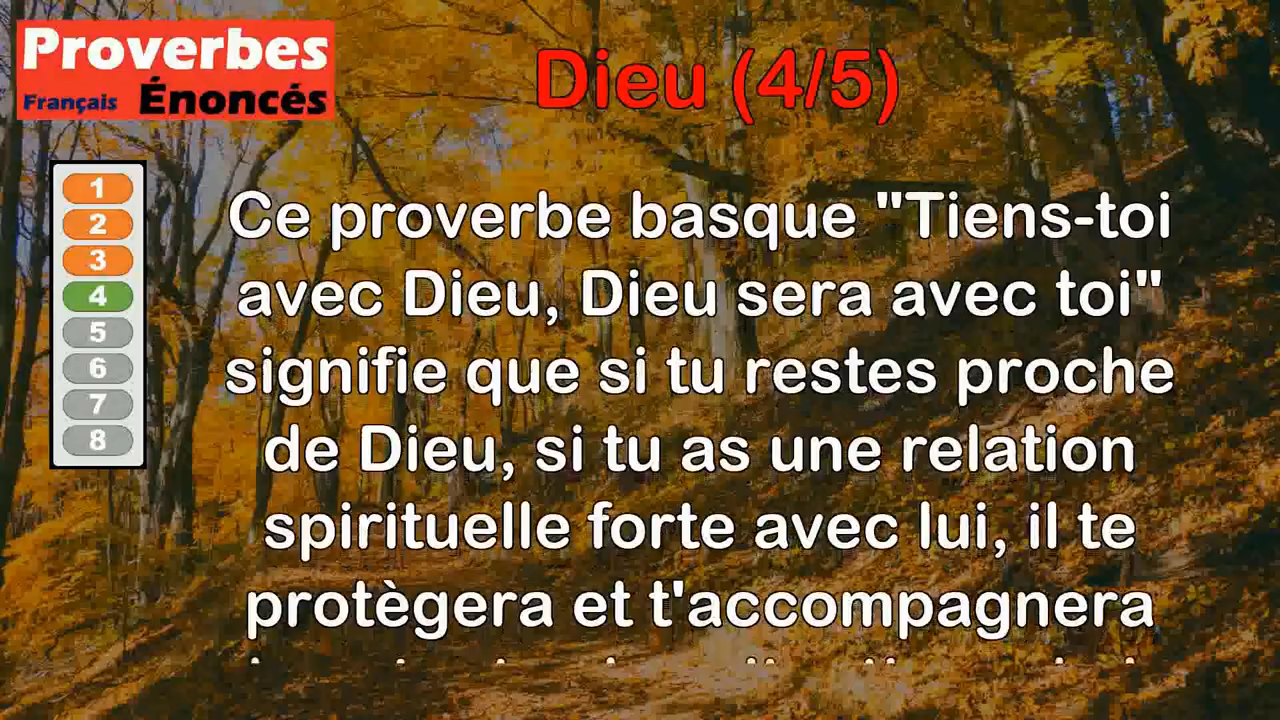 Proverbes
Français Énoncés
Dieu (4/5)
1
2
3
4
5
6
7
8
Ce proverbe basque "Tiens-toi
avec Dieu, Dieu sera avec toi"
signifie que si tu restes proche
de Dieu, si tu as une relation
spirituelle forte avec lui, il te
protègera et t'accompagnera